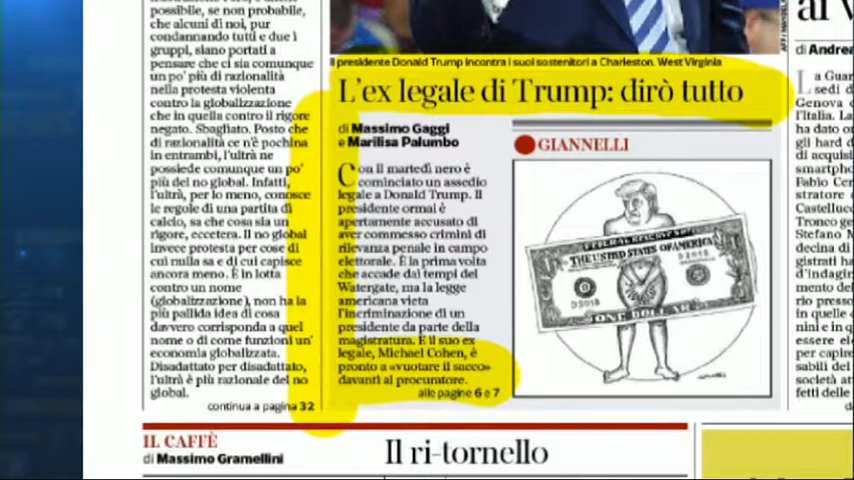 possibile, se non probabile,
che alcuni di noi, pur
condannando tutti e due i
gruppi, siano portati a
pensare che ci sia comunque
un po' più di razionalità
nella protesta violenta
contro la globalizzazione
che in quella contro il rigore
negato. Sbagliato. Posto che
di razionalità ce n'è pochina
in entrambi, l'ultrà ne
possiede comunque un po'
più del no global. Infatti,
l'ultrà, per lo meno, conosce
le regole di una partita di
calcio, sa che cosa sia un
rigore, eccetera. Il no global
invece protesta per cose di
cui nulla sa e di cui capisce
ancora meno. È in lotta
contro un nome
(globalizzazione), non ha la
più pallida idea di cosa
davvero corrisponda a quel
nome o di come funzioni un'
economia globalizzata.
Disadattato per disadattato,
l'ultrà è più razionale del no
global.
continua a pagina 32
Il presidente Donald Trump incontra i suoi sostenitori a Charleston. West Virginia
L'ex legale di Trump: dirò tutto
di Massimo Gaggi
e Marilisa Palumbo
Con il martedì nero è
cominciato un assedio
legale a Donald Trump. Il
presidente ormai è
apertamente accusato di
aver commesso crimini di
rilevanza penale in campo
elettorale. È la prima volta
che accade dai tempi del
Watergate, ma la legge
americana vieta
l'incriminazione di un
presidente da parte della
magistratura. E il suo ex
legale, Michael Cohen, è
pronto a «vuotare il sacco»
davanti al procuratore.
alle pagine 6 e 7
GIANNELLI
FEDERAL RESERVE NOTE
THE UNITED STATES OF AMERICA
D 2018
D 2018
ONE DOLLAR
di Andrea
La Guar
sedi d
Genova
l'Italia. La
ha dato or
gli hard d
di acquisi
smartpho
Fabio Cer
stratore
Castelluc
Tronco ge
Stefano M
decina di
gistrati ha
d'indagin
mento del
rio presso
in quelle c
nini e in q
essere ele
per capire
sabili del
società at
fetti delle
IL CAFFÈ
di Massimo Gramellini
Il ri-tornello